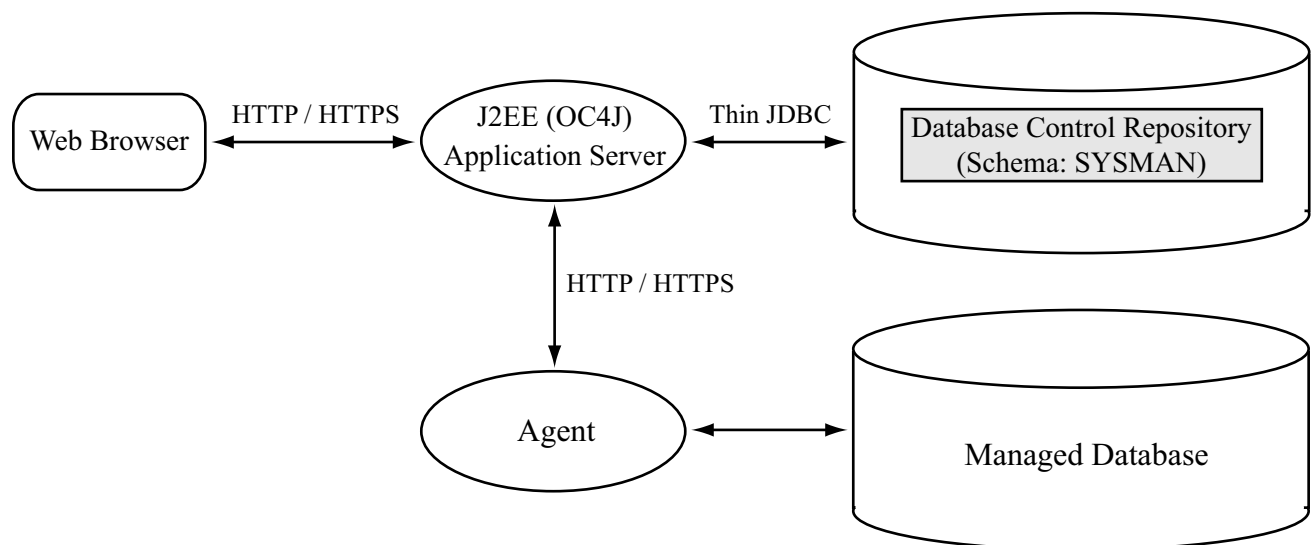 Web Browser
HTTP / HTTPS
J2EE (OC4J)
Application Server
Thin JDBC
Database Control Repository
(Schema: SYSMAN)
HTTP / HTTPS
Agent
Managed Database